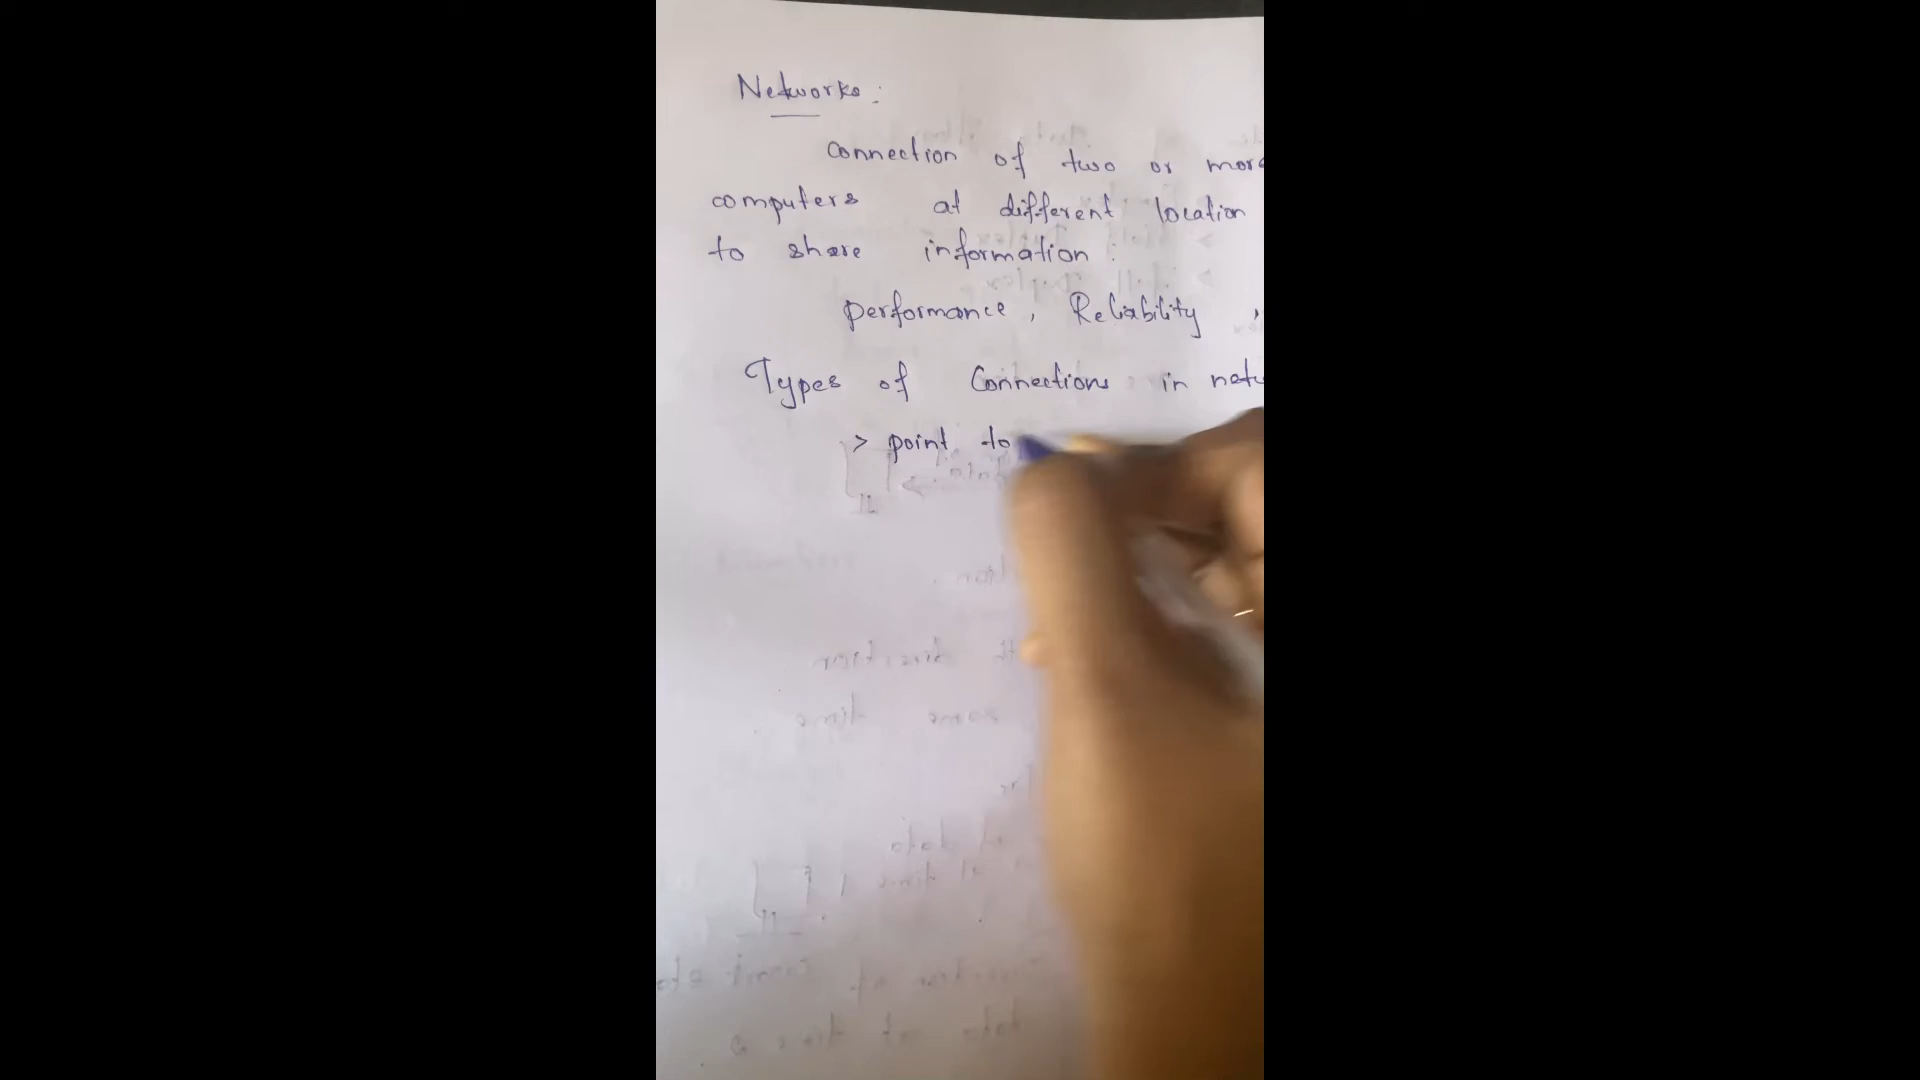 Networks:
Connection of two or more
computers at different location
to share information.
performance, Reliability,
Types of Connections in netw
> point to